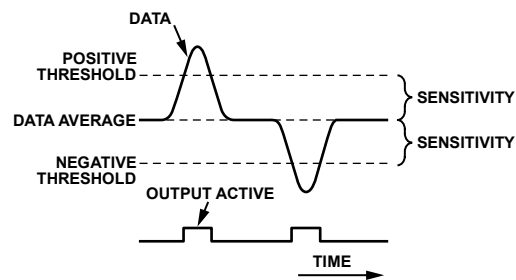 DATA
POSITIVE
THRESHOLD
SENSITIVITY
DATA AVERAGE
SENSITIVITY
NEGATIVE
THRESHOLD
OUTPUT ACTIVE
TIME